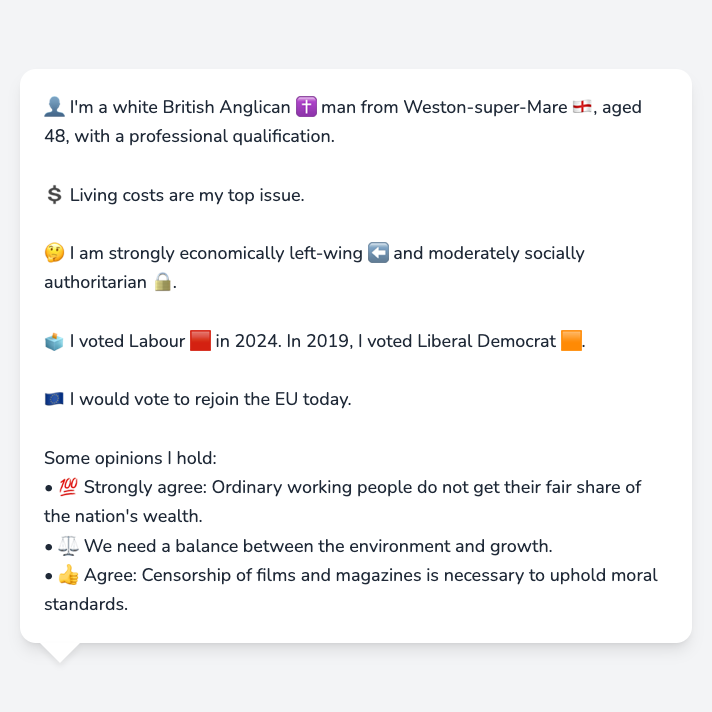 👤 I'm a white British Anglican ✝️ man from Weston-super-Mare 🏴󠁧󠁢󠁥󠁮󠁧󠁿, aged
48, with a professional qualification.
💲 Living costs are my top issue.
🤔 I am strongly economically left-wing ⬅️ and moderately socially
authoritarian 🔒.
🗳️ I voted Labour 🟥 in 2024. In 2019, I voted Liberal Democrat 🟧.
🇪🇺 I would vote to rejoin the EU today.
Some opinions I hold:
• 💯 Strongly agree: Ordinary working people do not get their fair share of
the nation's wealth.
• ⚖️ We need a balance between the environment and growth.
• 👍 Agree: Censorship of films and magazines is necessary to uphold moral
standards.